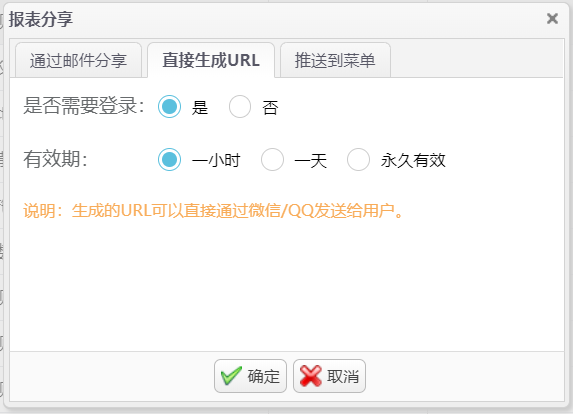 报表分享
通过邮件分享 直接生成URL 推送到菜单
是否需要登录： 是 否
有效期： 一小时 一天 永久有效
说明：生成的URL可以直接通过微信/QQ发送给用户。
确定 取消